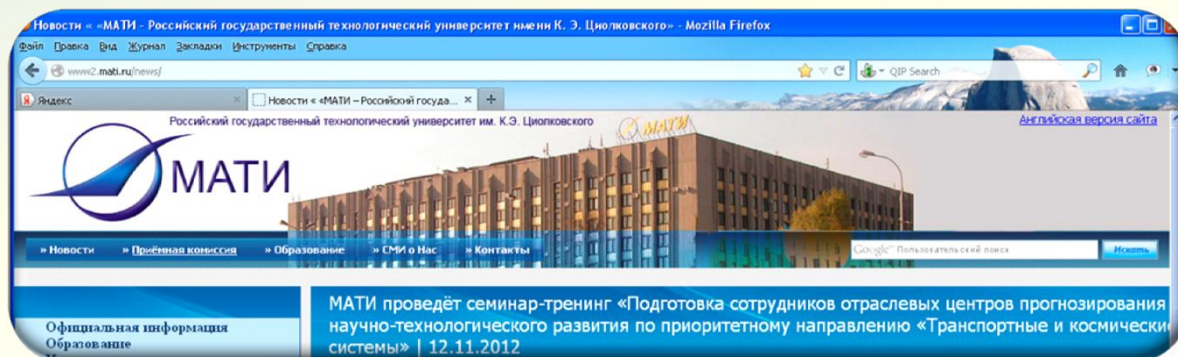 Новости « «МАТИ - Российский государственный технологический университет имени К. Э. Циолковского» - Mozilla Firefox
Файл Правка Вид Журнал Закладки Инструменты Справка
www2.mati.ru/news/ QIP Search
Яндекс Новости « «МАТИ – Российский госуда...
Российский государственный технологический университет им. К.Э. Циолковского МАТИ Английская версия сайта
МАТИ
» Новости » Приёмная комиссия » Образование » СМИ о Нас » Контакты Google™ Пользовательский поиск Искать
МАТИ проведёт семинар-тренинг «Подготовка сотрудников отраслевых центров прогнозирования
научно-технологического развития по приоритетному направлению «Транспортные и космически
системы» | 12.11.2012
Официальная информация
Образование